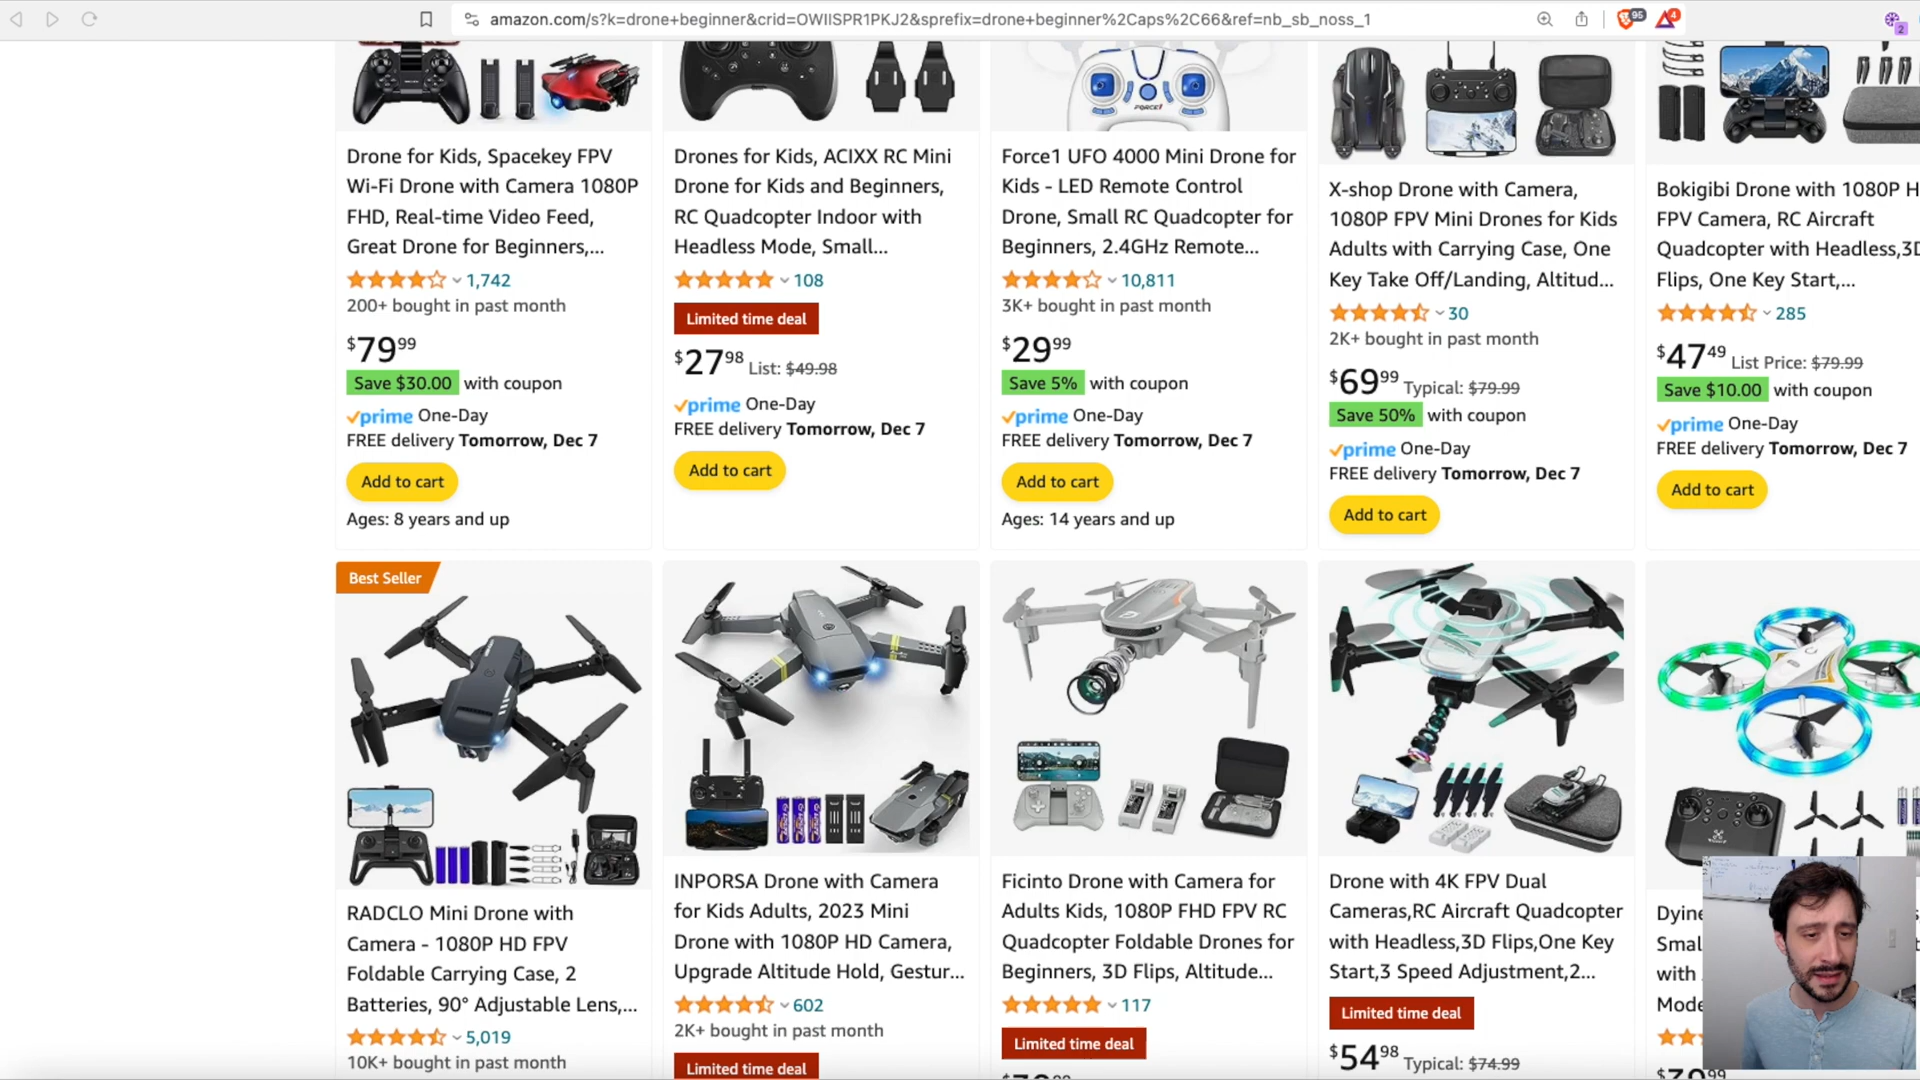 amazon.com/s?k=drone+beginner&crid=OWIISPR1PKJ2&sprefix=drone+beginner%2Caps%2C66&ref=nb_sb_noss_1
95
4
2
FORCE1
Drone for Kids, Spacekey FPV
Wi-Fi Drone with Camera 1080P
FHD, Real-time Video Feed,
Great Drone for Beginners,...
1,742
200+ bought in past month
$79 99
Save $30.00 with coupon
prime One-Day
FREE delivery Tomorrow, Dec 7
Add to cart
Ages: 8 years and up
Drones for Kids, ACIXX RC Mini
Drone for Kids and Beginners,
RC Quadcopter Indoor with
Headless Mode, Small...
108
Limited time deal
$27 98 List: $49.98
prime One-Day
FREE delivery Tomorrow, Dec 7
Add to cart
Force1 UFO 4000 Mini Drone for
Kids - LED Remote Control
Drone, Small RC Quadcopter for
Beginners, 2.4GHz Remote...
10,811
3K+ bought in past month
$29 99
Save 5% with coupon
prime One-Day
FREE delivery Tomorrow, Dec 7
Add to cart
Ages: 14 years and up
X-shop Drone with Camera,
1080P FPV Mini Drones for Kids
Adults with Carrying Case, One
Key Take Off/Landing, Altitud...
30
2K+ bought in past month
$69 99 Typical: $79.99
Save 50% with coupon
prime One-Day
FREE delivery Tomorrow, Dec 7
Add to cart
Bokigibi Drone with 1080P H
FPV Camera, RC Aircraft
Quadcopter with Headless,3D
Flips, One Key Start,...
285
$47 49 List Price: $79.99
Save $10.00 with coupon
prime One-Day
FREE delivery Tomorrow, Dec 7
Add to cart
Best Seller
RADCLO Mini Drone with
Camera - 1080P HD FPV
Foldable Carrying Case, 2
Batteries, 90° Adjustable Lens,...
5,019
10K+ bought in past month
INPORSA Drone with Camera
for Kids Adults, 2023 Mini
Drone with 1080P HD Camera,
Upgrade Altitude Hold, Gestur...
602
2K+ bought in past month
Limited time deal
Ficinto Drone with Camera for
Adults Kids, 1080P FHD FPV RC
Quadcopter Foldable Drones for
Beginners, 3D Flips, Altitude...
117
Limited time deal
Drone with 4K FPV Dual
Cameras,RC Aircraft Quadcopter
with Headless,3D Flips,One Key
Start,3 Speed Adjustment,2...
Limited time deal
$54 98 Typical: $74.99
Dyine
Smal
with
Mode